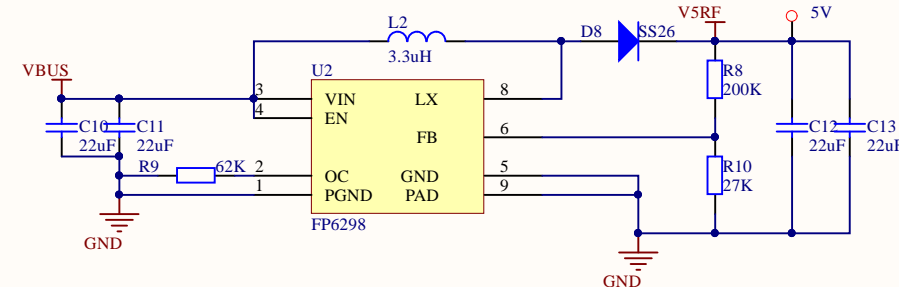 V5RF
5V
L2
D8
SS26
3.3uH
VBUS
U2
R8
200K
3
VIN
LX
8
4
EN
C10
C11
22uF
22uF
FB
6
C12
C13
22uF
22uF
R9
62K
2
OC
GND
5
R10
27K
1
PGND
PAD
9
FP6298
GND
GND